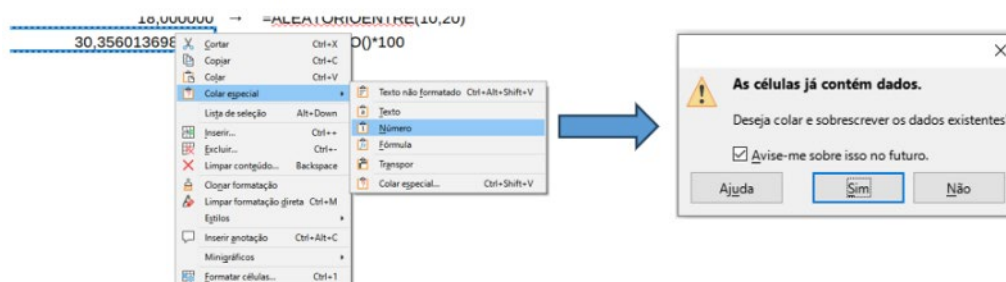 18,000000 → =ALEATORIOENTRE(10,20)
30,356013698
O()*100
Cortar Ctrl+X
Copiar Ctrl+C
Colar Ctrl+V
Colar especial
Lista de seleção Alt+Down
Inserir... Ctrl++
Excluir... Ctrl+-
Limpar conteúdo... Backspace
Clonar formatação
Limpar formatação direta Ctrl+M
Estilos
Inserir anotação Ctrl+Alt+C
Minigráficos
Formatar células... Ctrl+1
Texto não formatado Ctrl+Alt+Shift+V
Texto
Número
Fórmula
Transpor
Colar especial... Ctrl+Shift+V
As células já contém dados.
Deseja colar e sobrescrever os dados existentes?
Avise-me sobre isso no futuro.
Ajuda Sim Não